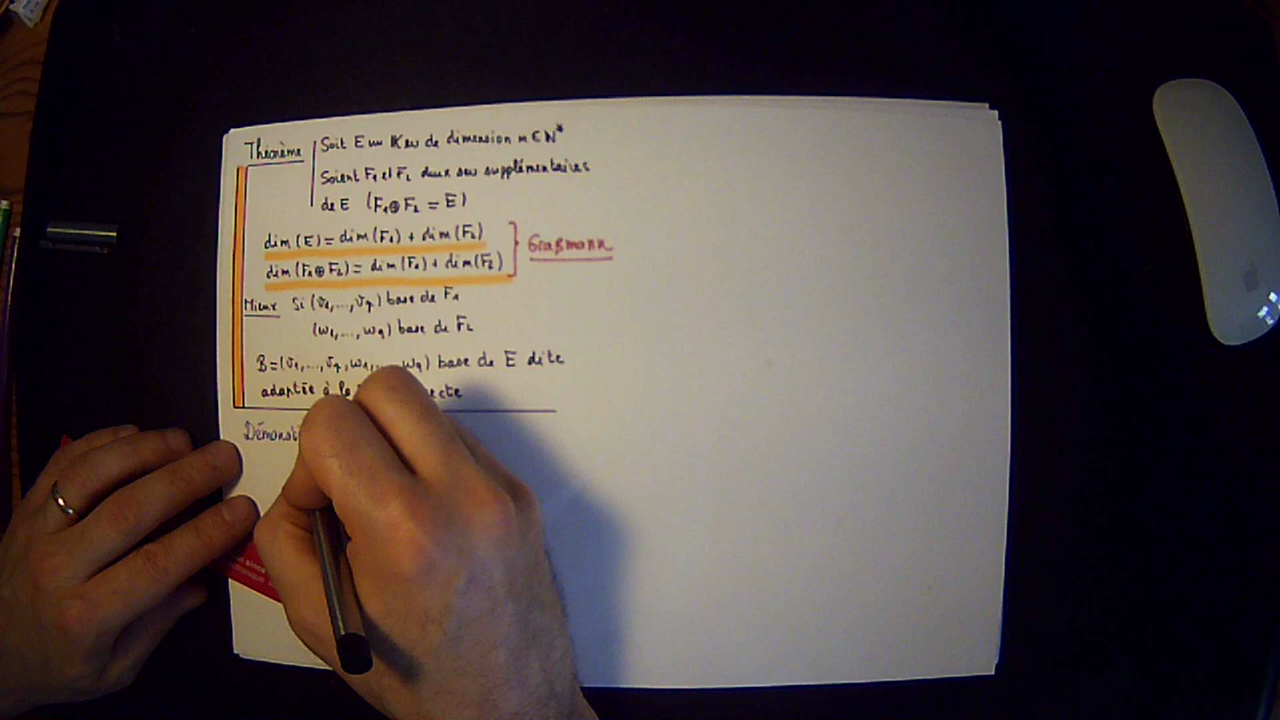 Théorème Soit E un K ev de dimension n ∈ N*
Soient F₁ et F₂ deux sev supplémentaires
de E (F₁⊕F₂ = E)
dim(E) = dim(F₁) + dim(F₂)
dim(F₁⊕F₂) = dim(F₁) + dim(F₂)
Graßmann
Mieux Si (v₁,...,vₚ) base de F₁
(w₁,...,w_q) base de F₂
B=(v₁,...,vₚ,w₁,...,w_q) base de E dite
adaptée à